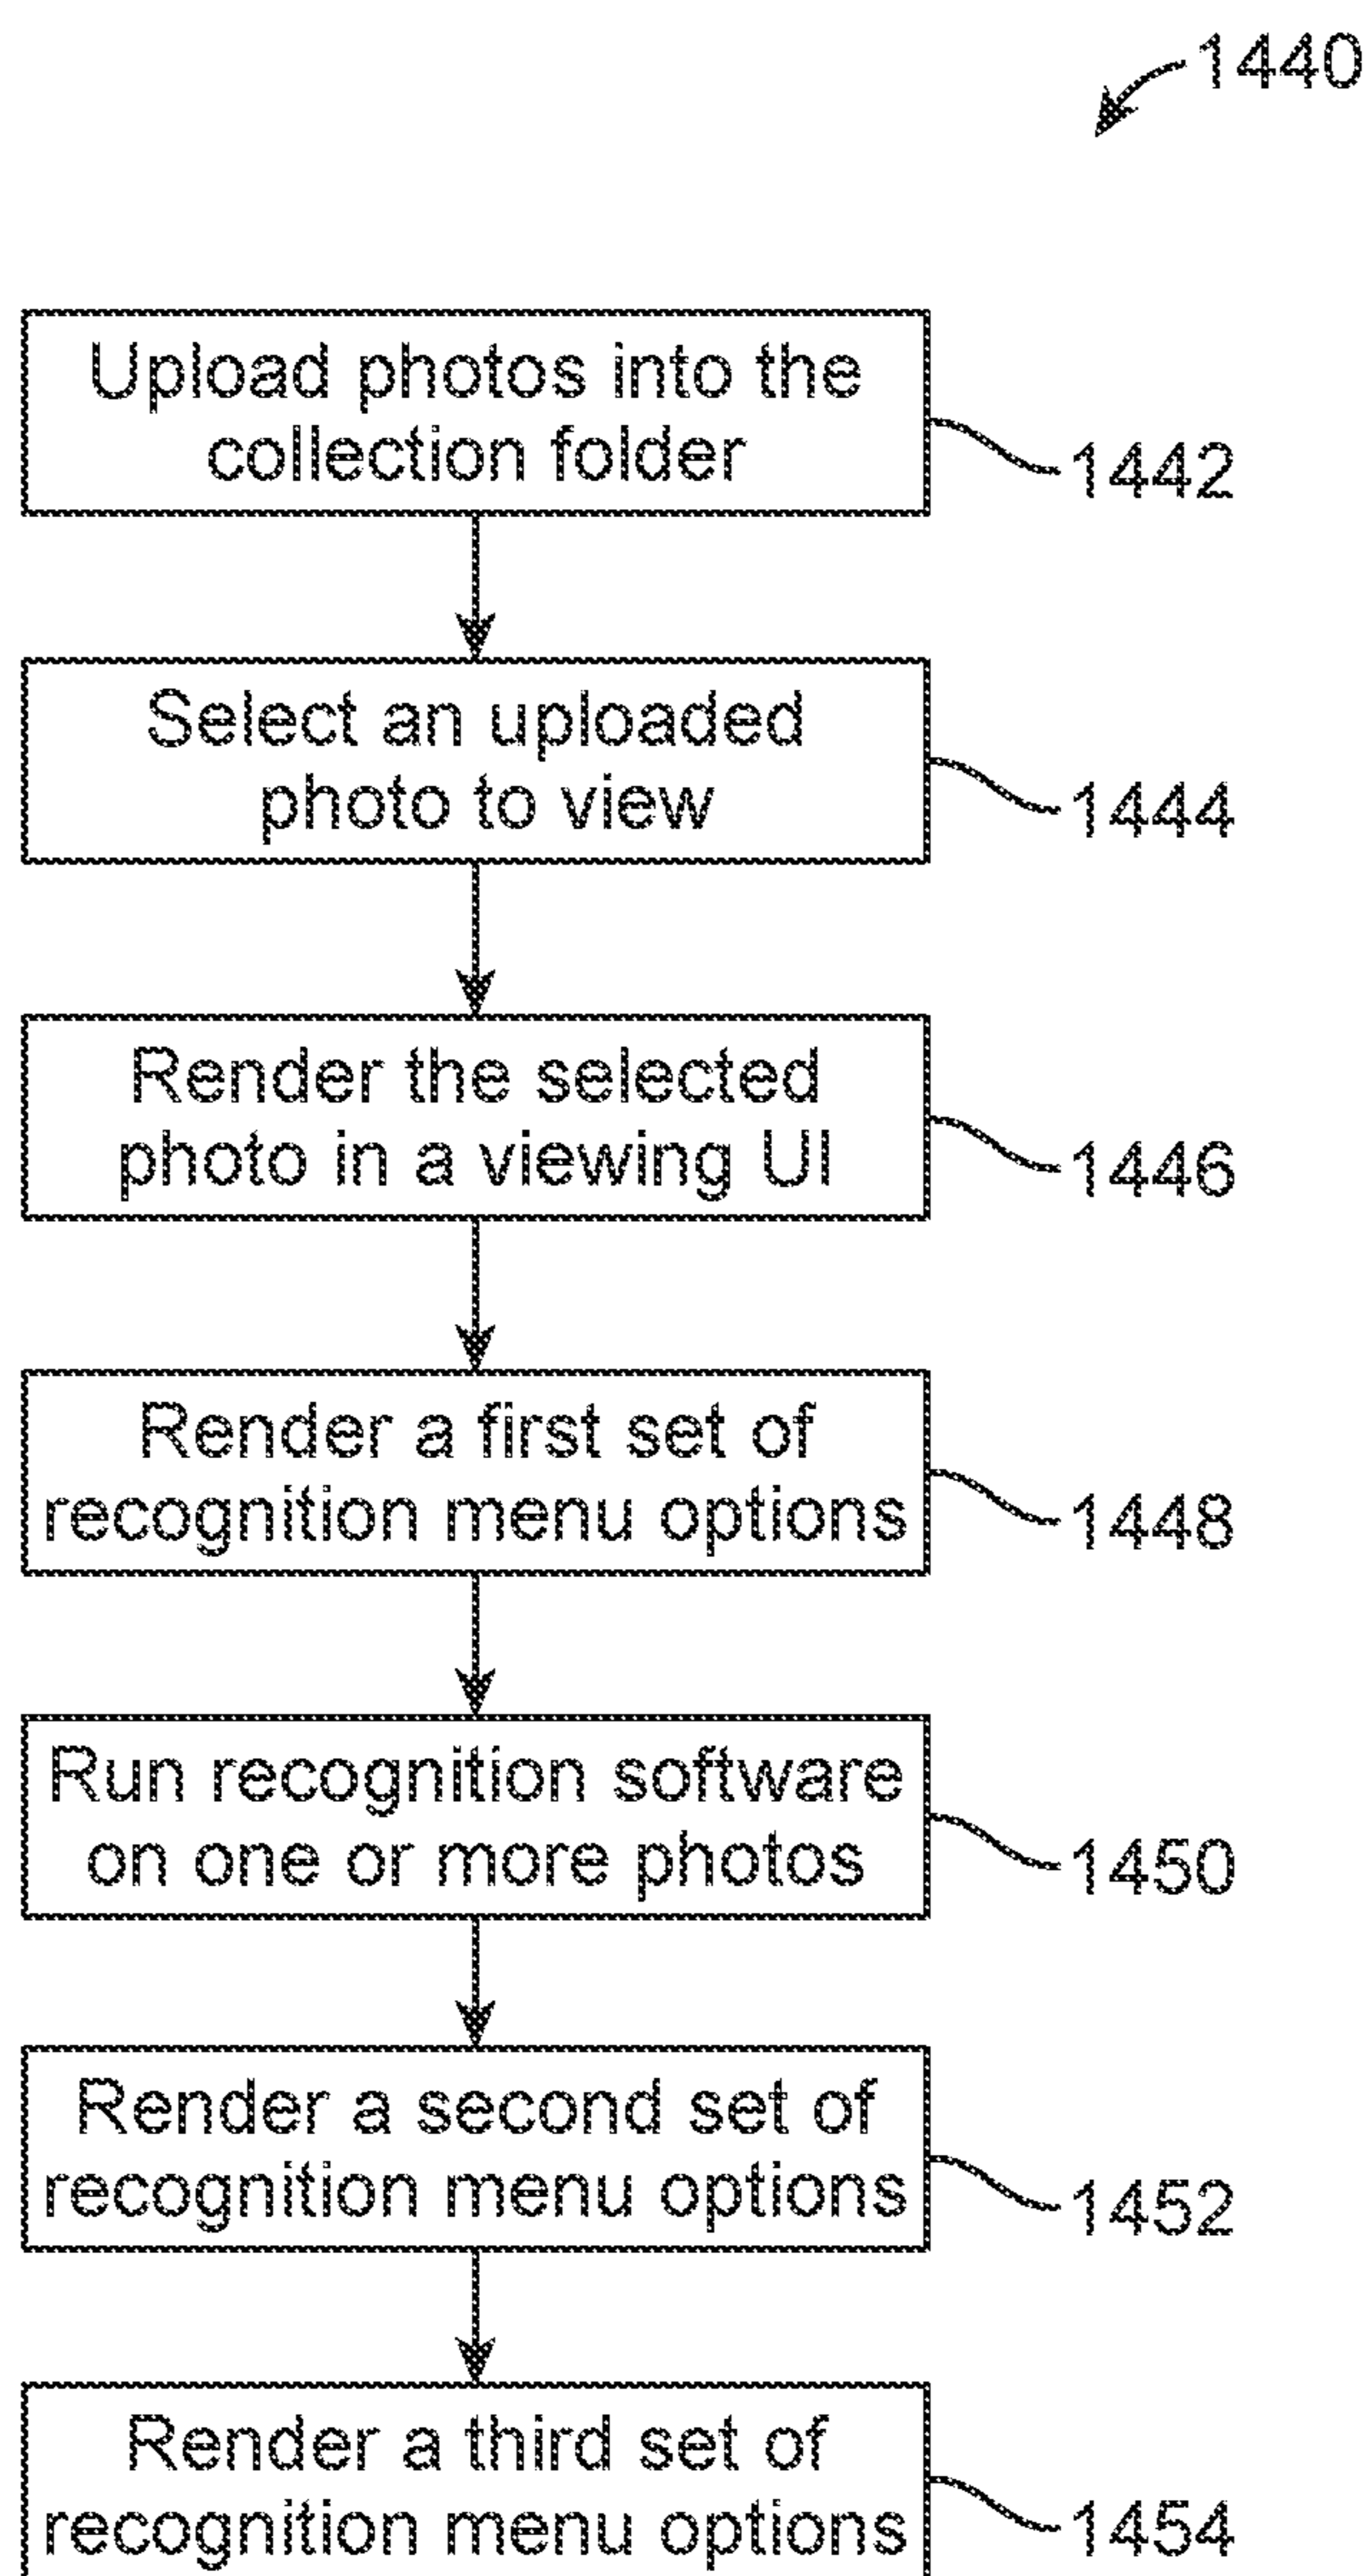 1440
Upload photos into the
collection folder
1442
Select an uploaded
photo to view
1444
Render the selected
photo in a viewing UI
1446
Render a first set of
recognition menu options
1448
Run recognition software
on one or more photos
1450
Render a second set of
recognition menu options
1452
Render a third set of
recognition menu options
1454